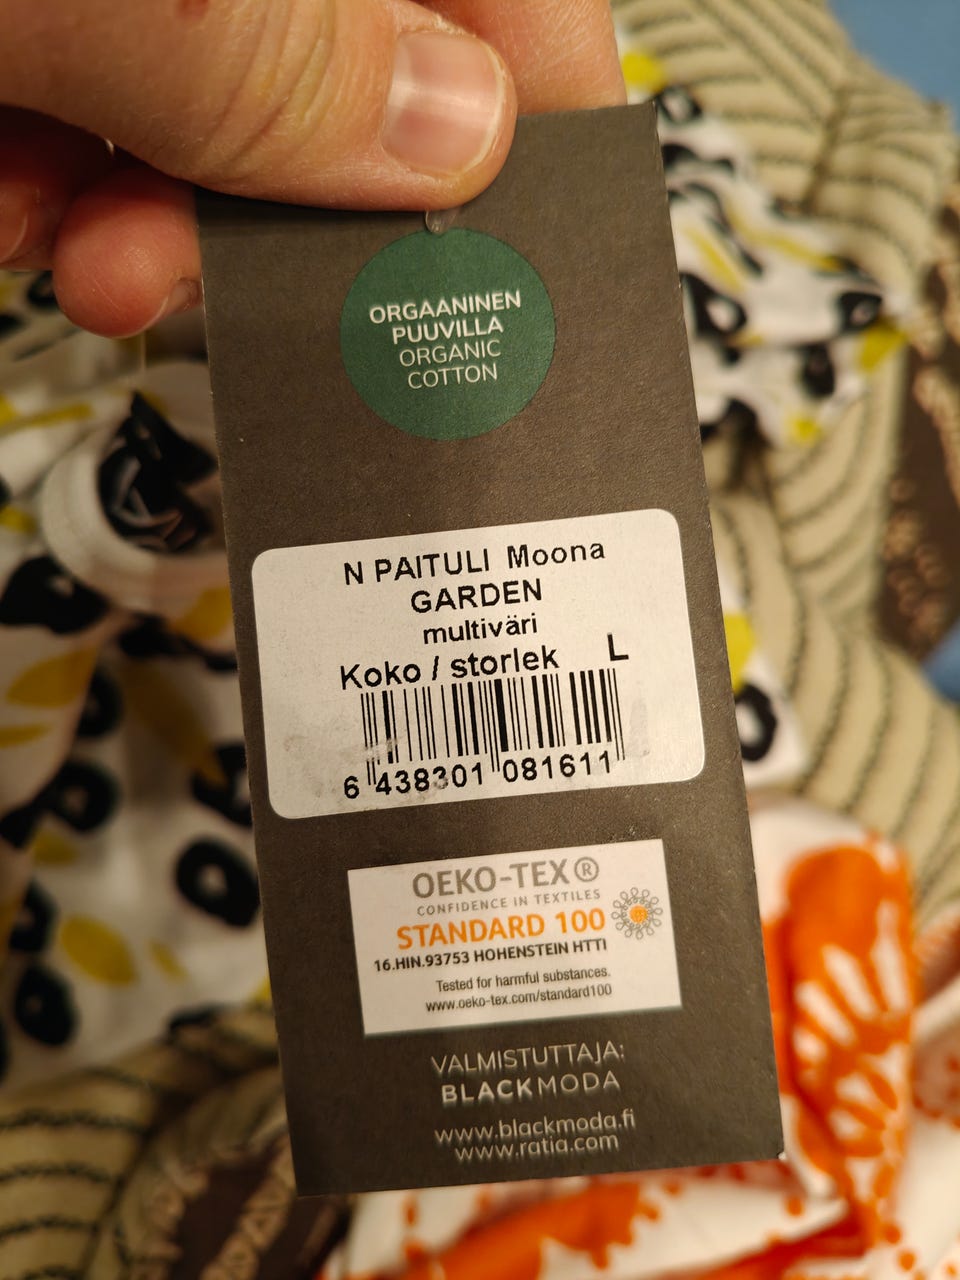 ORGAANINEN
PUUVILLA
ORGANIC
COTTON
N PAITULI Moona
GARDEN
multiväri
Koko / storlek L
6 438301 081611
OEKO-TEX®
CONFIDENCE IN TEXTILES
STANDARD 100
16.HIN.93753 HOHENSTEIN HTTI
Tested for harmful substances.
www.oeko-tex.com/standard100
VALMISTUTTAJA:
BLACKMODA
www.blackmoda.fi
www.ratia.com